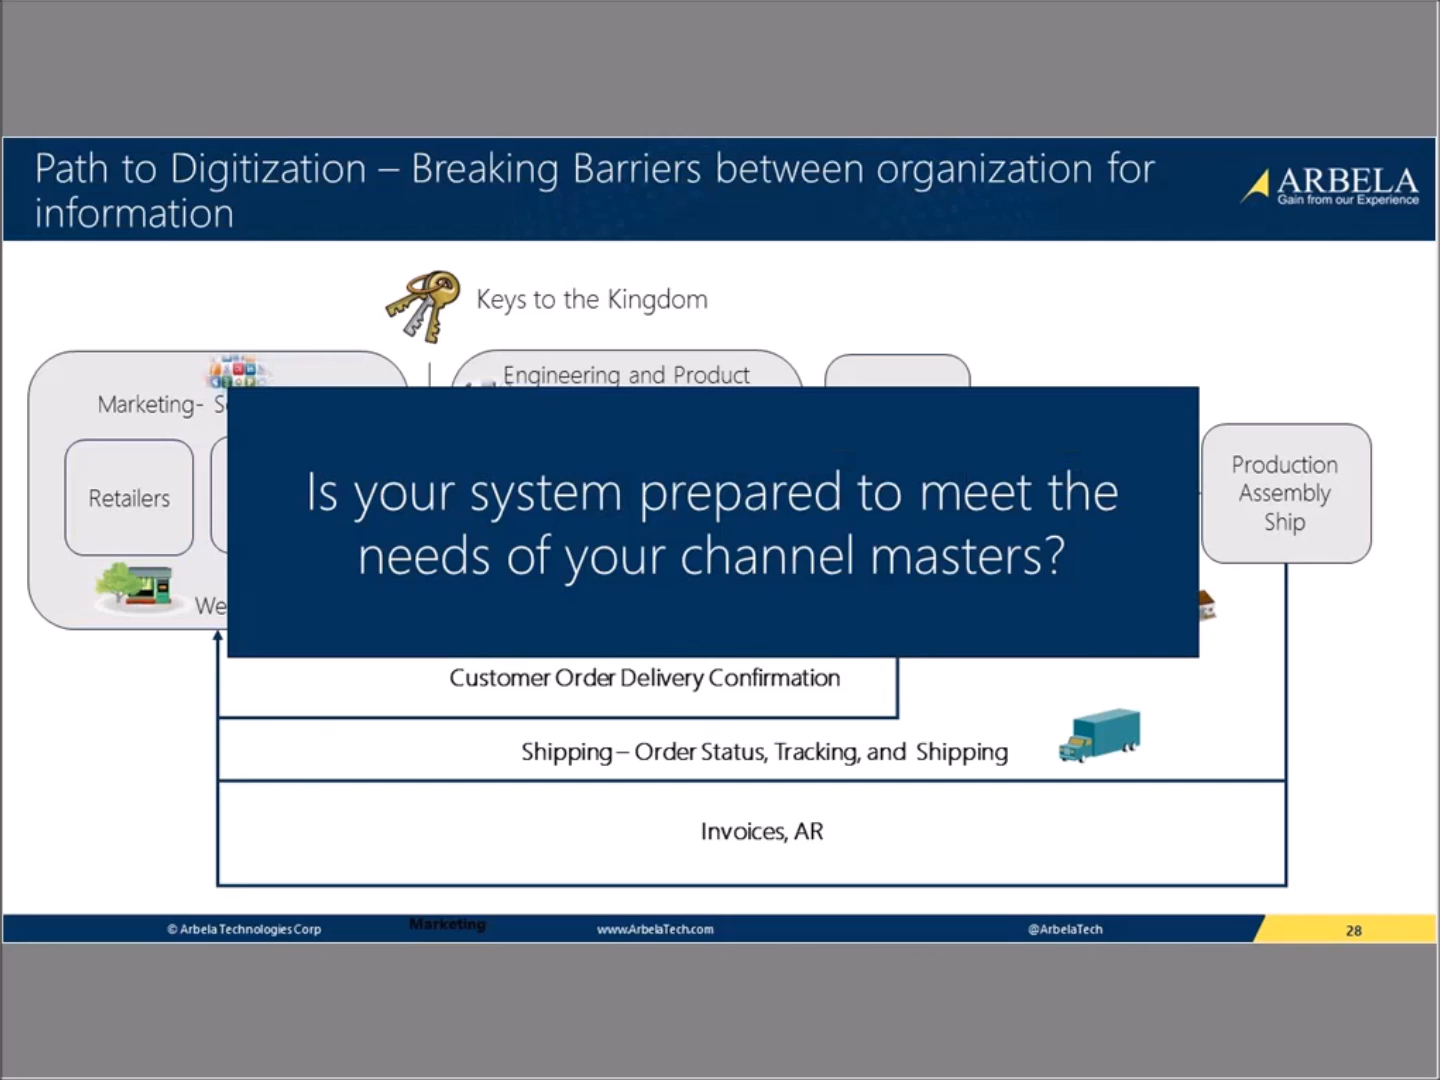 Path to Digitization – Breaking Barriers between organization for
information
ARBELA
Gain from our Experience
Keys to the Kingdom
Engineering and Product
Marketing-
Retailers
Is your system prepared to meet the
needs of your channel masters?
Production
Assembly
Ship
Customer Order Delivery Confirmation
Shipping – Order Status, Tracking, and Shipping
Invoices, AR
© Arbela Technologies Corp
Marketing
www.ArbelaTech.com
@ArbelaTech
28